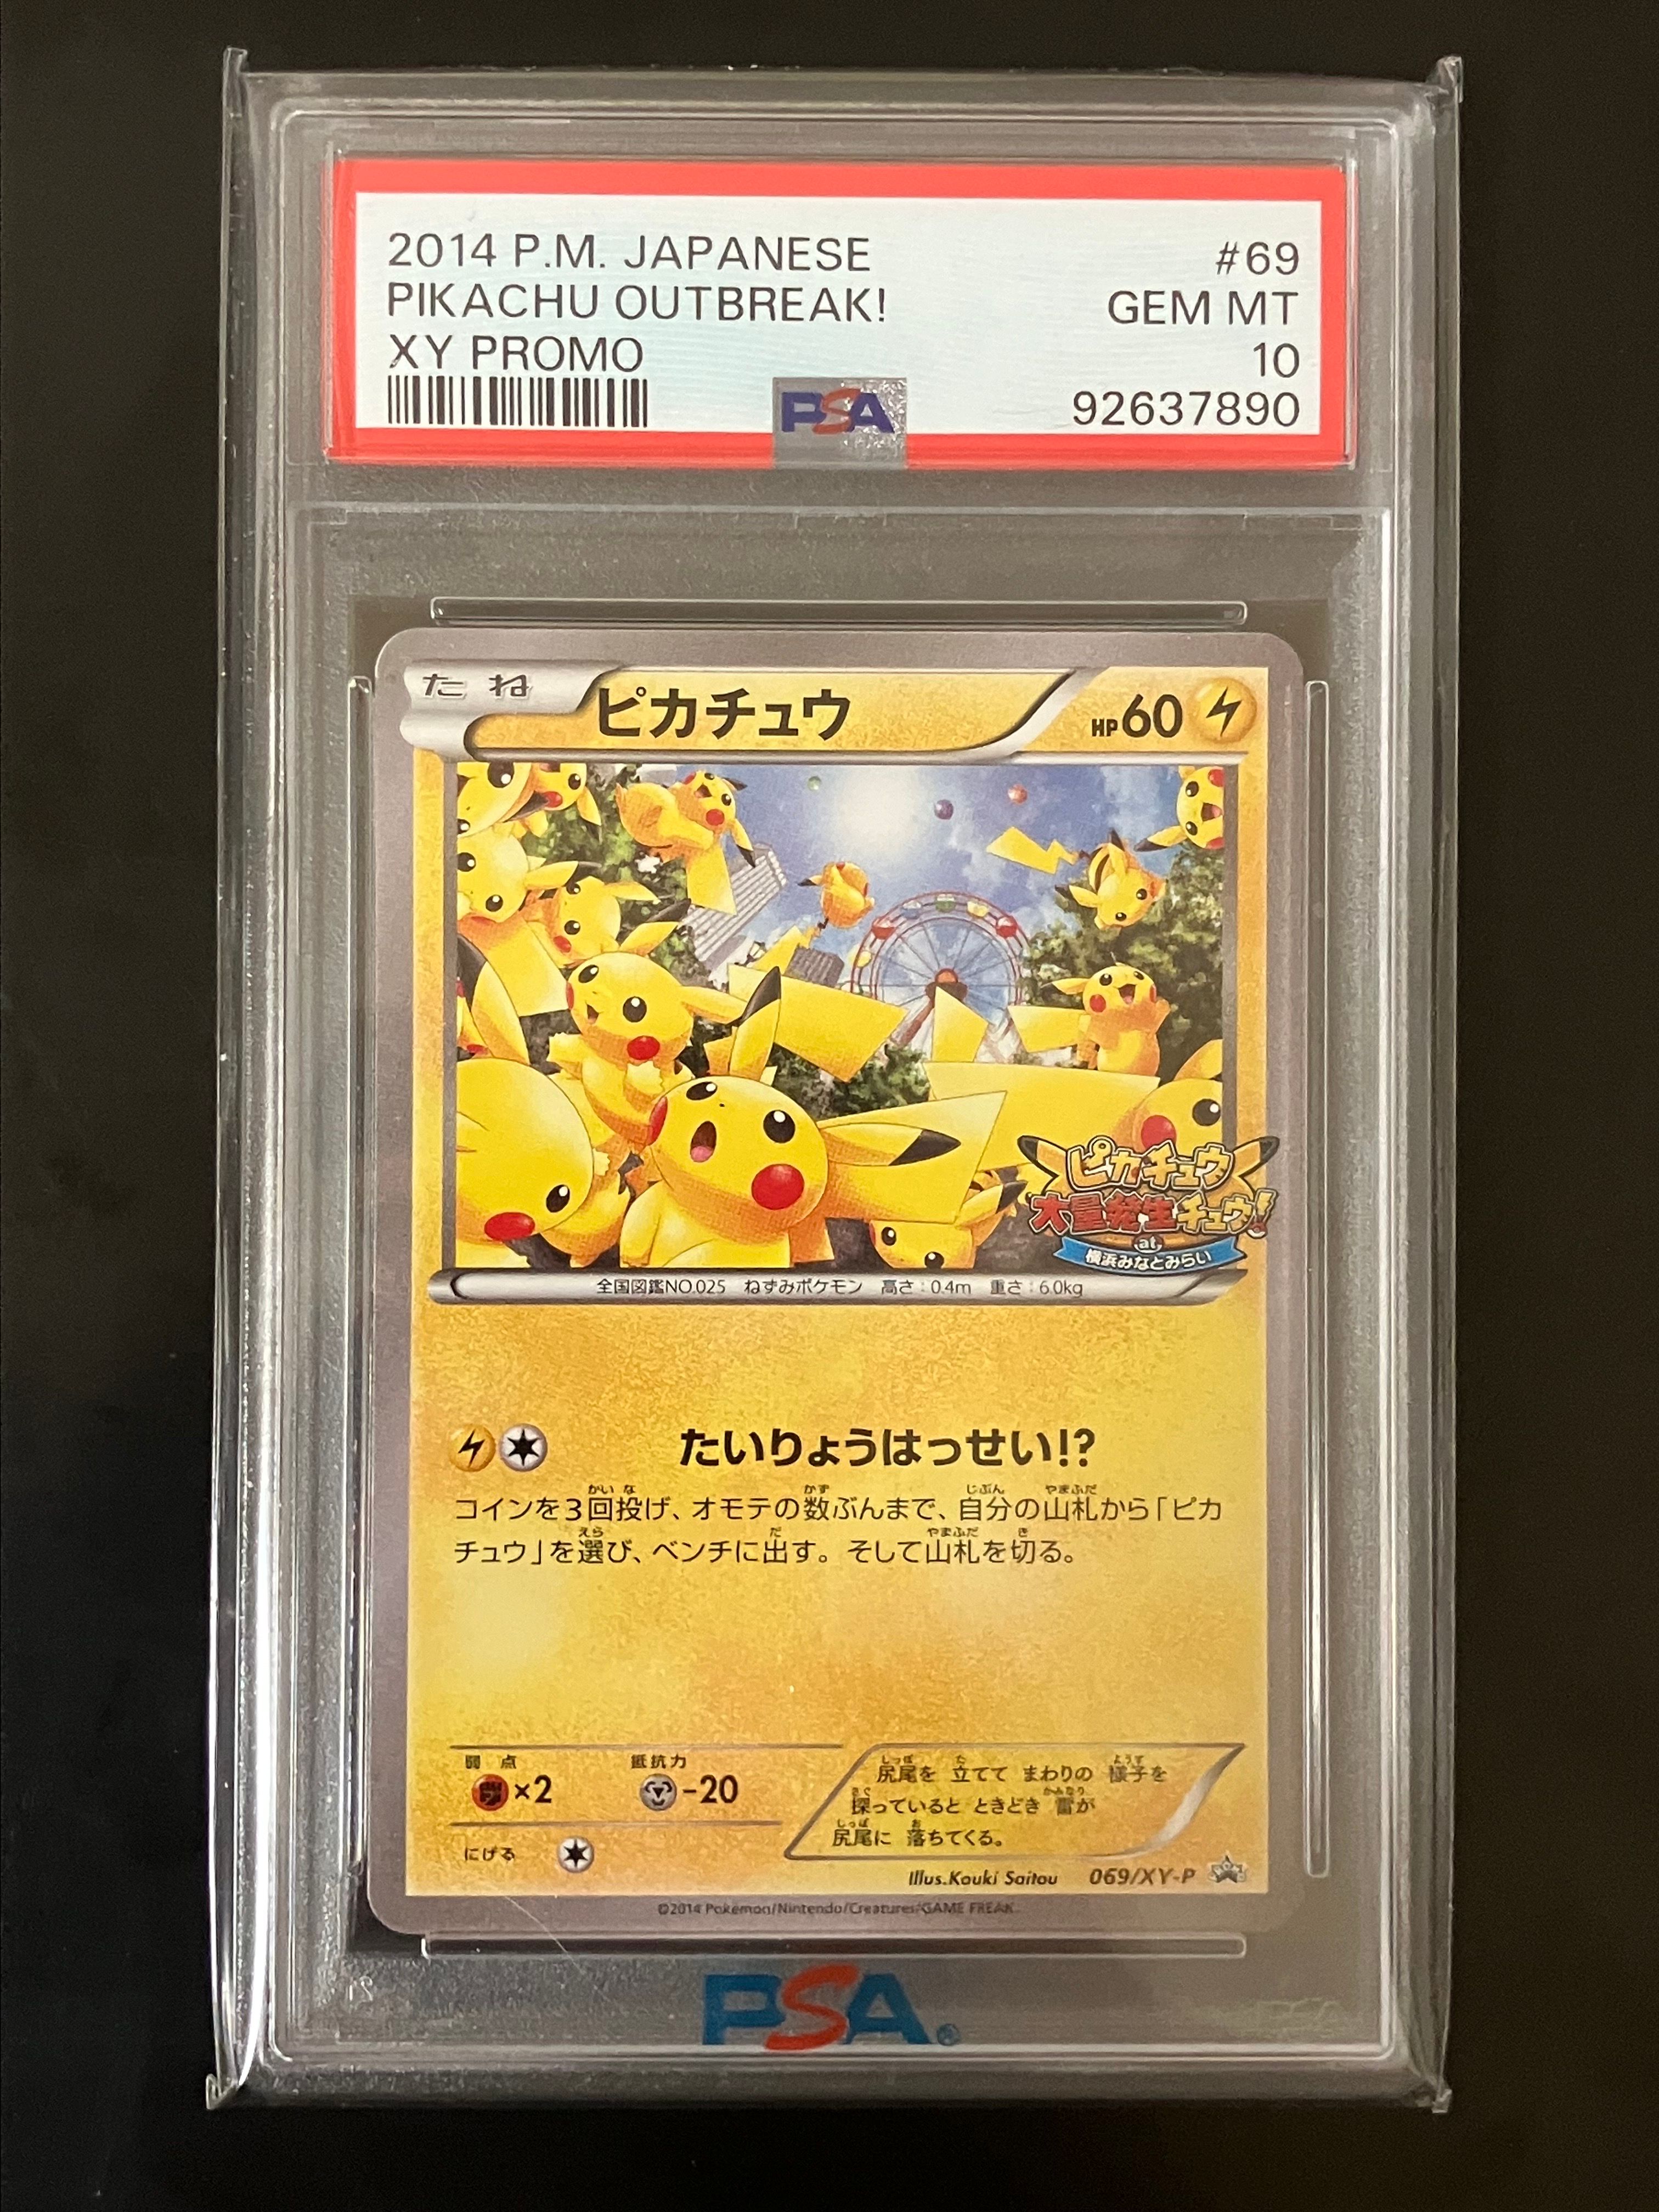 2014 P.M. JAPANESE #69
PIKACHU OUTBREAK! GEM MT
XY PROMO 10
92637890
PSA
たね ピカチュウ HP60
ピカチュウ
大量発生チュウ!
at
横浜みなとみらい
全国図鑑NO.025 ねずみポケモン 高さ:0.4m 重さ:6.0kg
たいりょうはっせい!?
コインを3回投げ、オモテの数ぶんまで、自分の山札から「ピカ
チュウ」を選び、ベンチに出す。そして山札を切る。
弱点 抵抗力
×2 -20
にげる
尻尾を 立てて まわりの 様子を
探っていると ときどき 雷が
尻尾に 落ちてくる。
Illus.Kouki Saitou 069/XY-P
©2014 Pokémon/Nintendo/Creatures/GAME FREAK.
PSA®